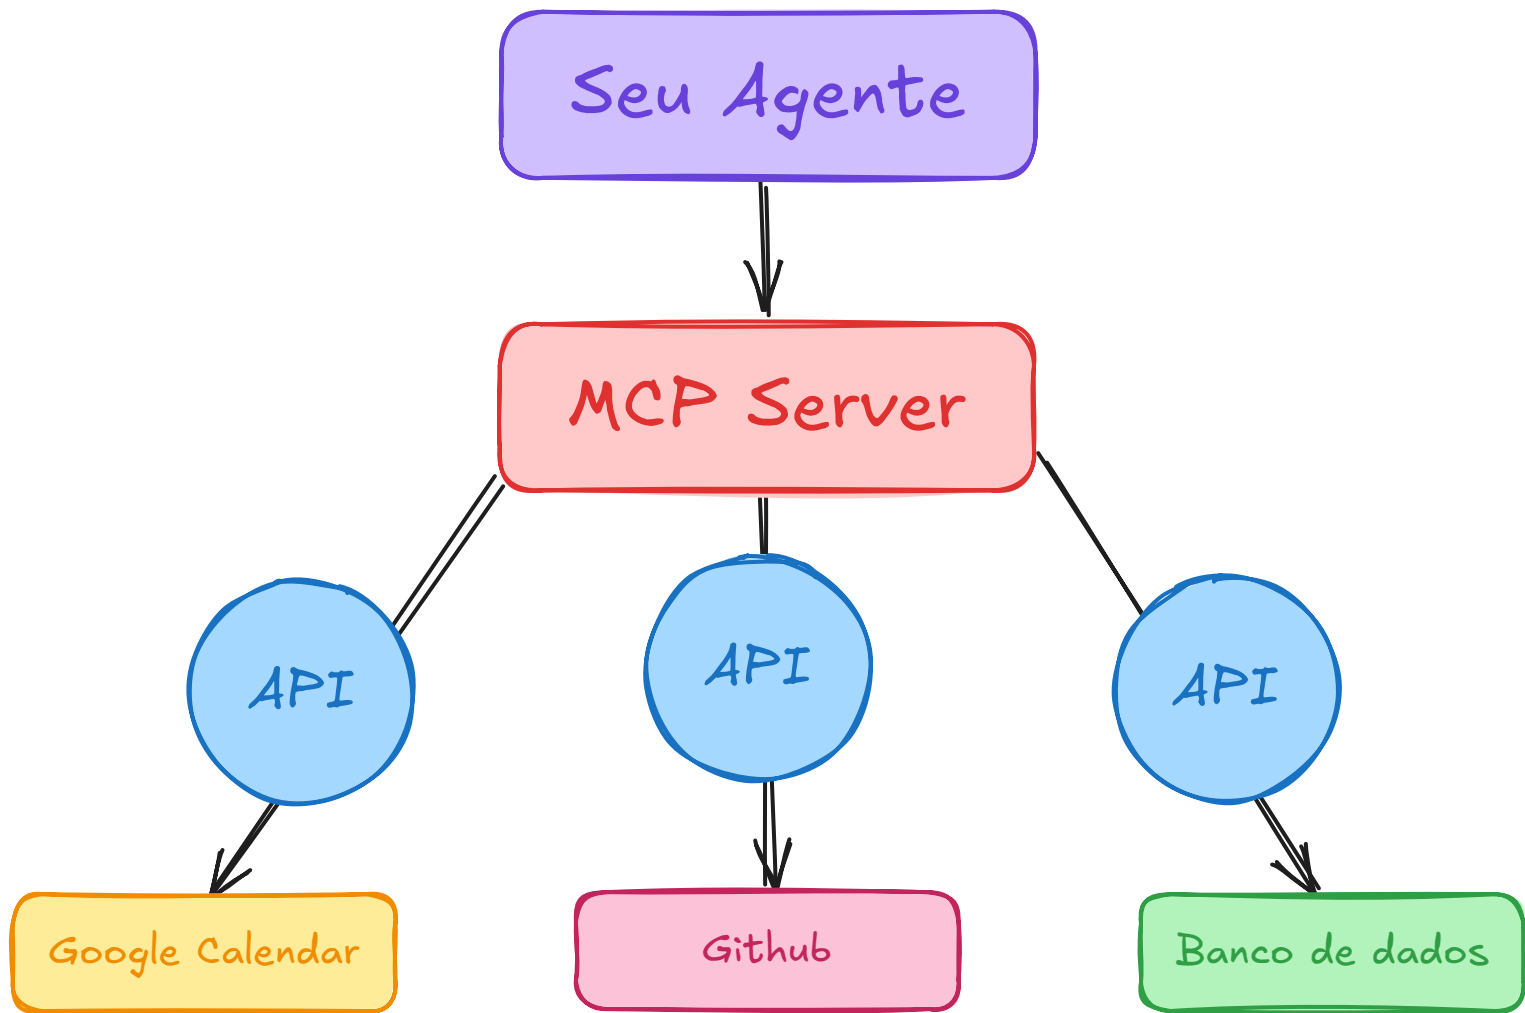 Seu Agente
MCP Server
API
API
API
Google Calendar
Github
Banco de dados